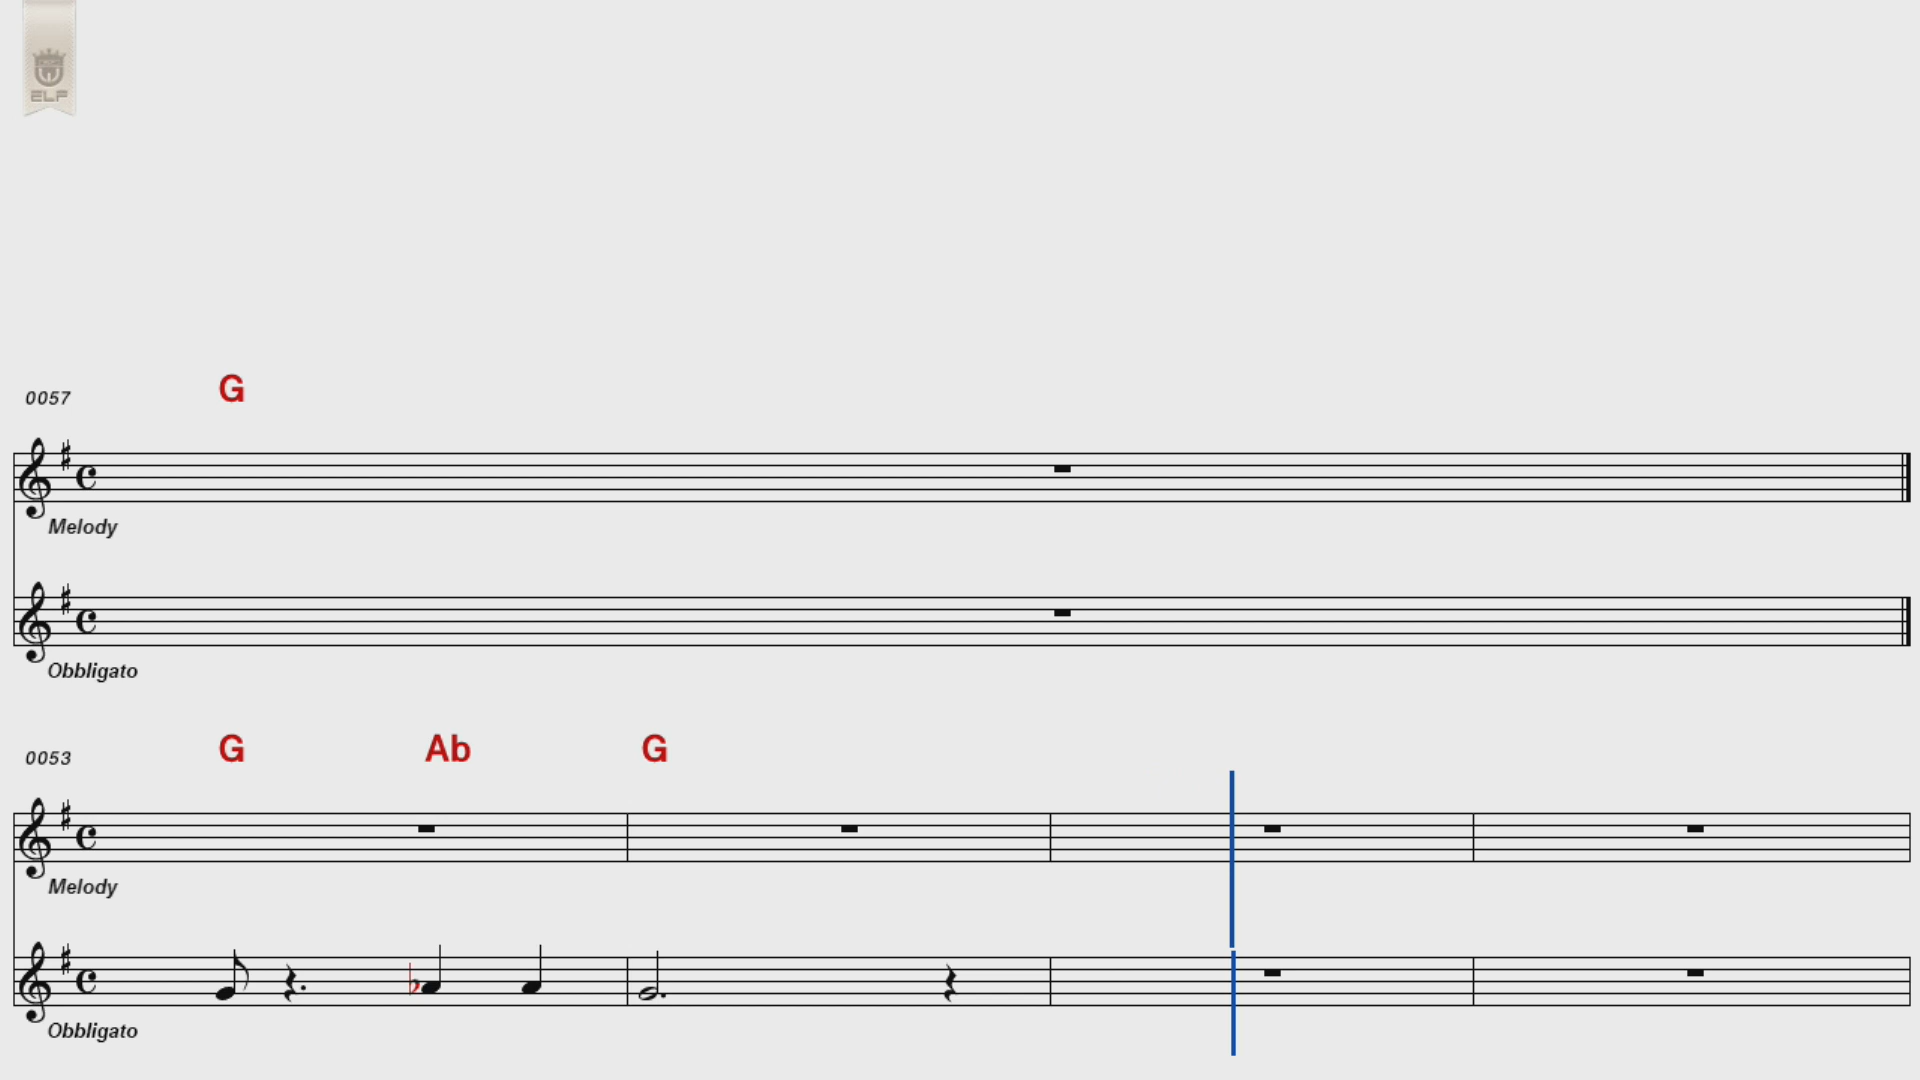 ELF
0057 G
Melody
Obbligato
0053 G Ab G
Melody
Obbligato